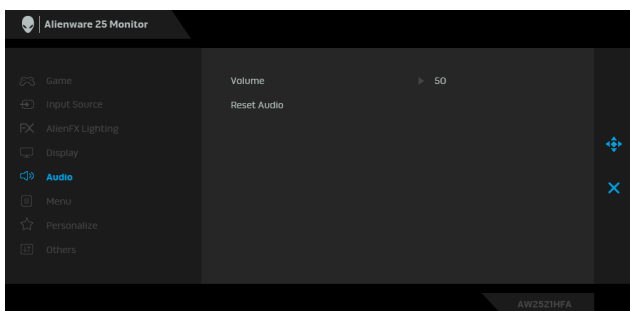 Alienware 25 Monitor
Game
Input Source
AlienFX Lighting
Display
Audio
Menu
Personalize
Others
Volume 50
Reset Audio
AW2521HFA